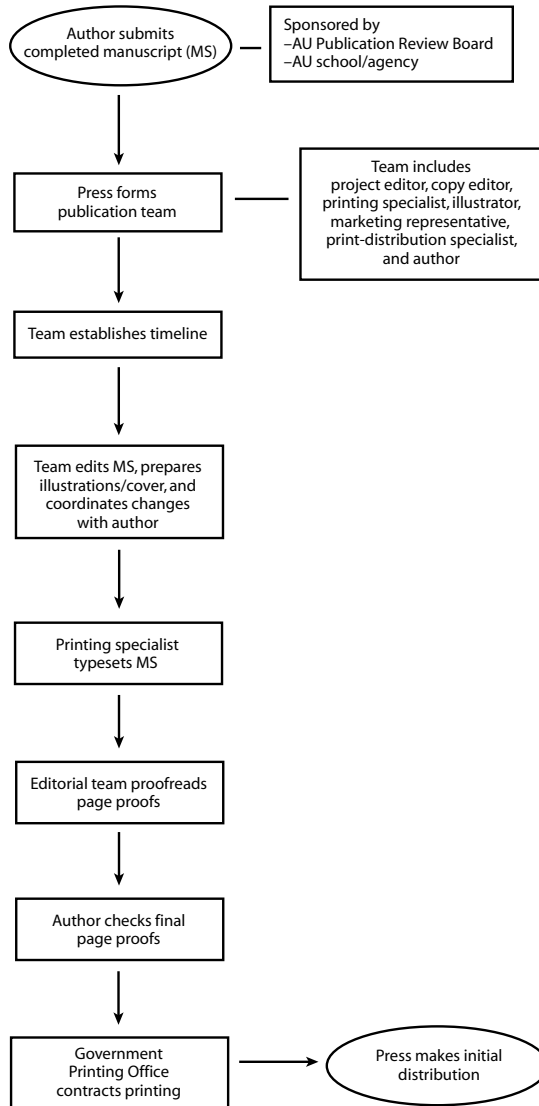 Author submits
completed manuscript (MS)
Sponsored by
–AU Publication Review Board
–AU school/agency
Press forms
publication team
Team includes
project editor, copy editor,
printing specialist, illustrator,
marketing representative,
print-distribution specialist,
and author
Team establishes timeline
Team edits MS, prepares
illustrations/cover, and
coordinates changes
with author
Printing specialist
typesets MS
Editorial team proofreads
page proofs
Author checks final
page proofs
Government
Printing Office
contracts printing
Press makes initial
distribution